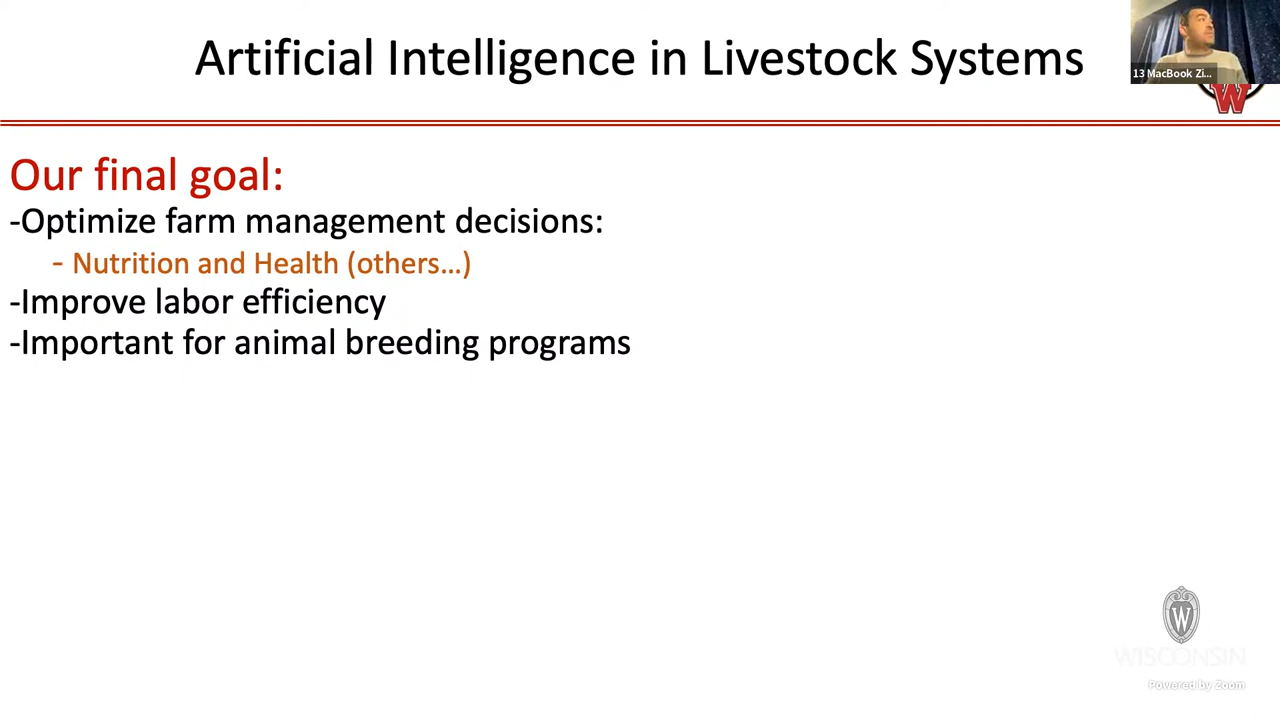 Artificial Intelligence in Livestock Systems
13 MacBook Zi...
W
Our final goal:
-Optimize farm management decisions:
- Nutrition and Health (others…)
-Improve labor efficiency
-Important for animal breeding programs
W
WISCONSIN
Powered by Zoom